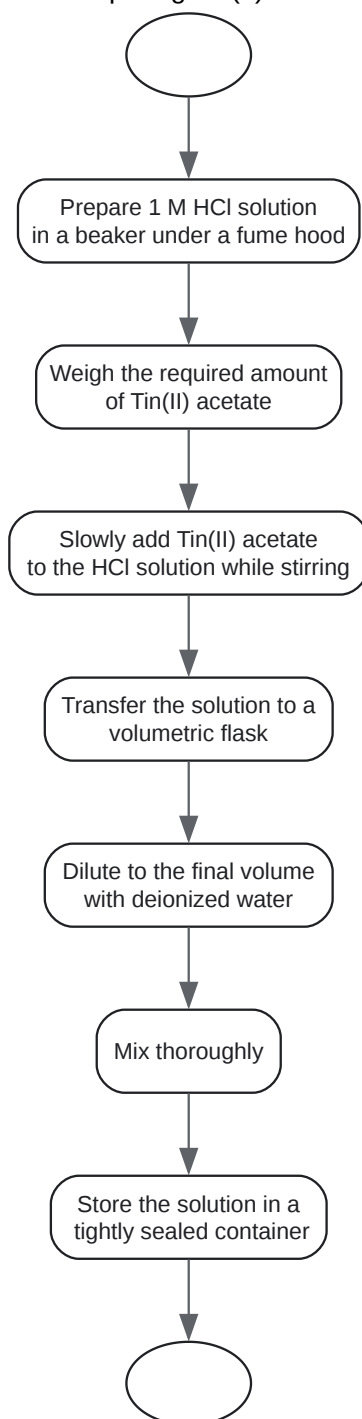 Prepare 1 M HCl solution
in a beaker under a fume hood
Weigh the required amount
of Tin(II) acetate
Slowly add Tin(II) acetate
to the HCl solution while stirring
Transfer the solution to a
volumetric flask
Dilute to the final volume
with deionized water
Mix thoroughly
Store the solution in a
tightly sealed container